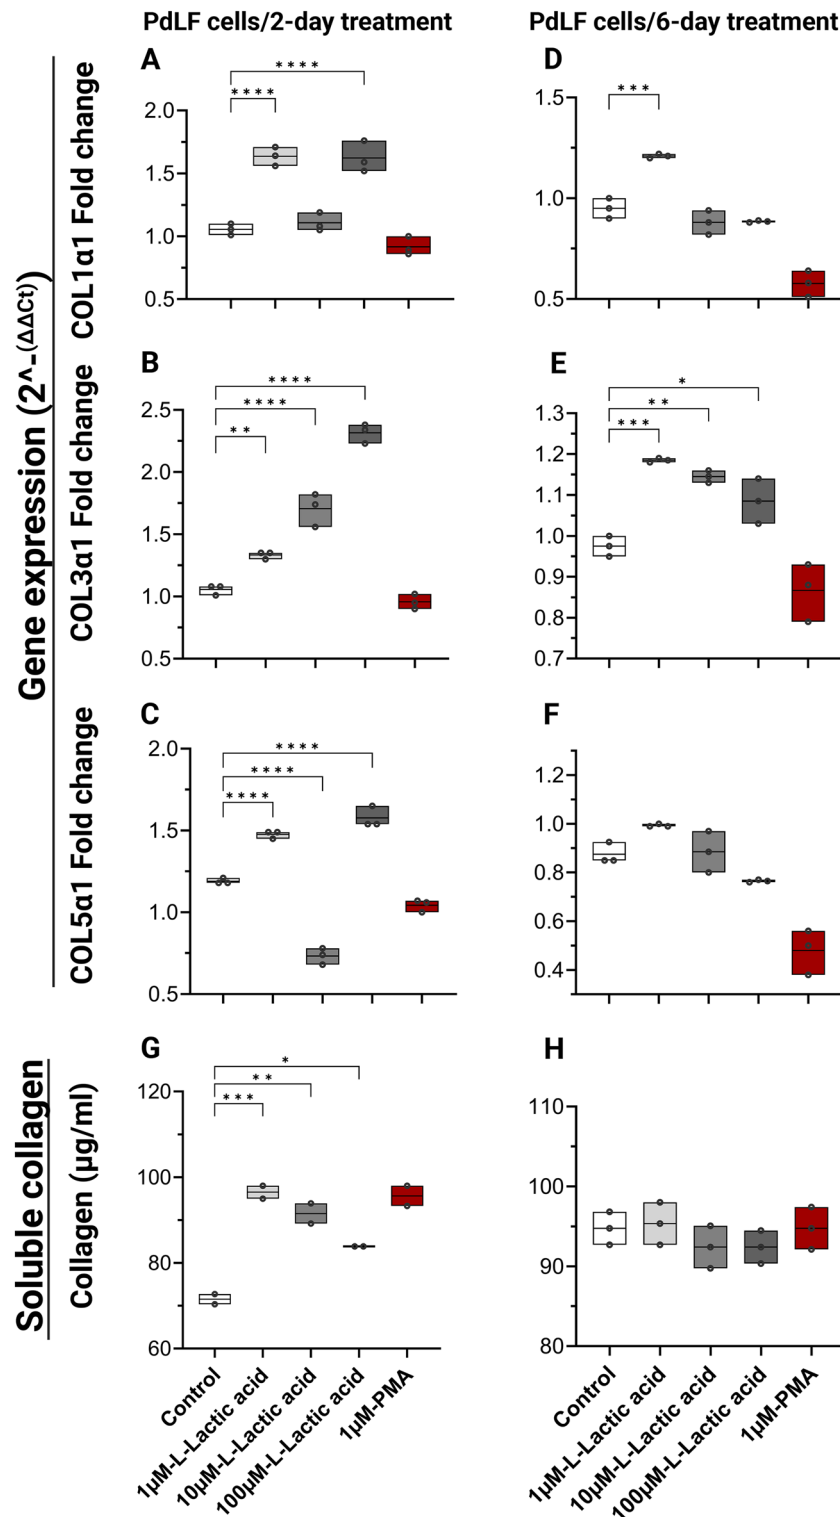 PdLF cells/2-day treatment
PdLF cells/6-day treatment
Gene expression (2^-(ΔΔCt))
Soluble collagen
A
COL1α1 Fold change
2.0
1.5
1.0
0.5
****
****
D
1.5
1.0
0.5
***
B
COL3α1 Fold change
2.5
2.0
1.5
1.0
0.5
****
****
**
E
1.3
1.2
1.1
1.0
0.9
0.8
0.7
*
**
***
C
COL5α1 Fold change
2.0
1.5
1.0
0.5
****
****
****
F
1.2
1.0
0.8
0.6
0.4
G
Collagen (µg/ml)
120
100
80
60
*
**
***
Control
1µM-L-Lactic acid
10µM-L-Lactic acid
100µM-L-Lactic acid
1µM-PMA
H
110
100
90
80
Control
1µM-L-Lactic acid
10µM-L-Lactic acid
100µM-L-Lactic acid
1µM-PMA